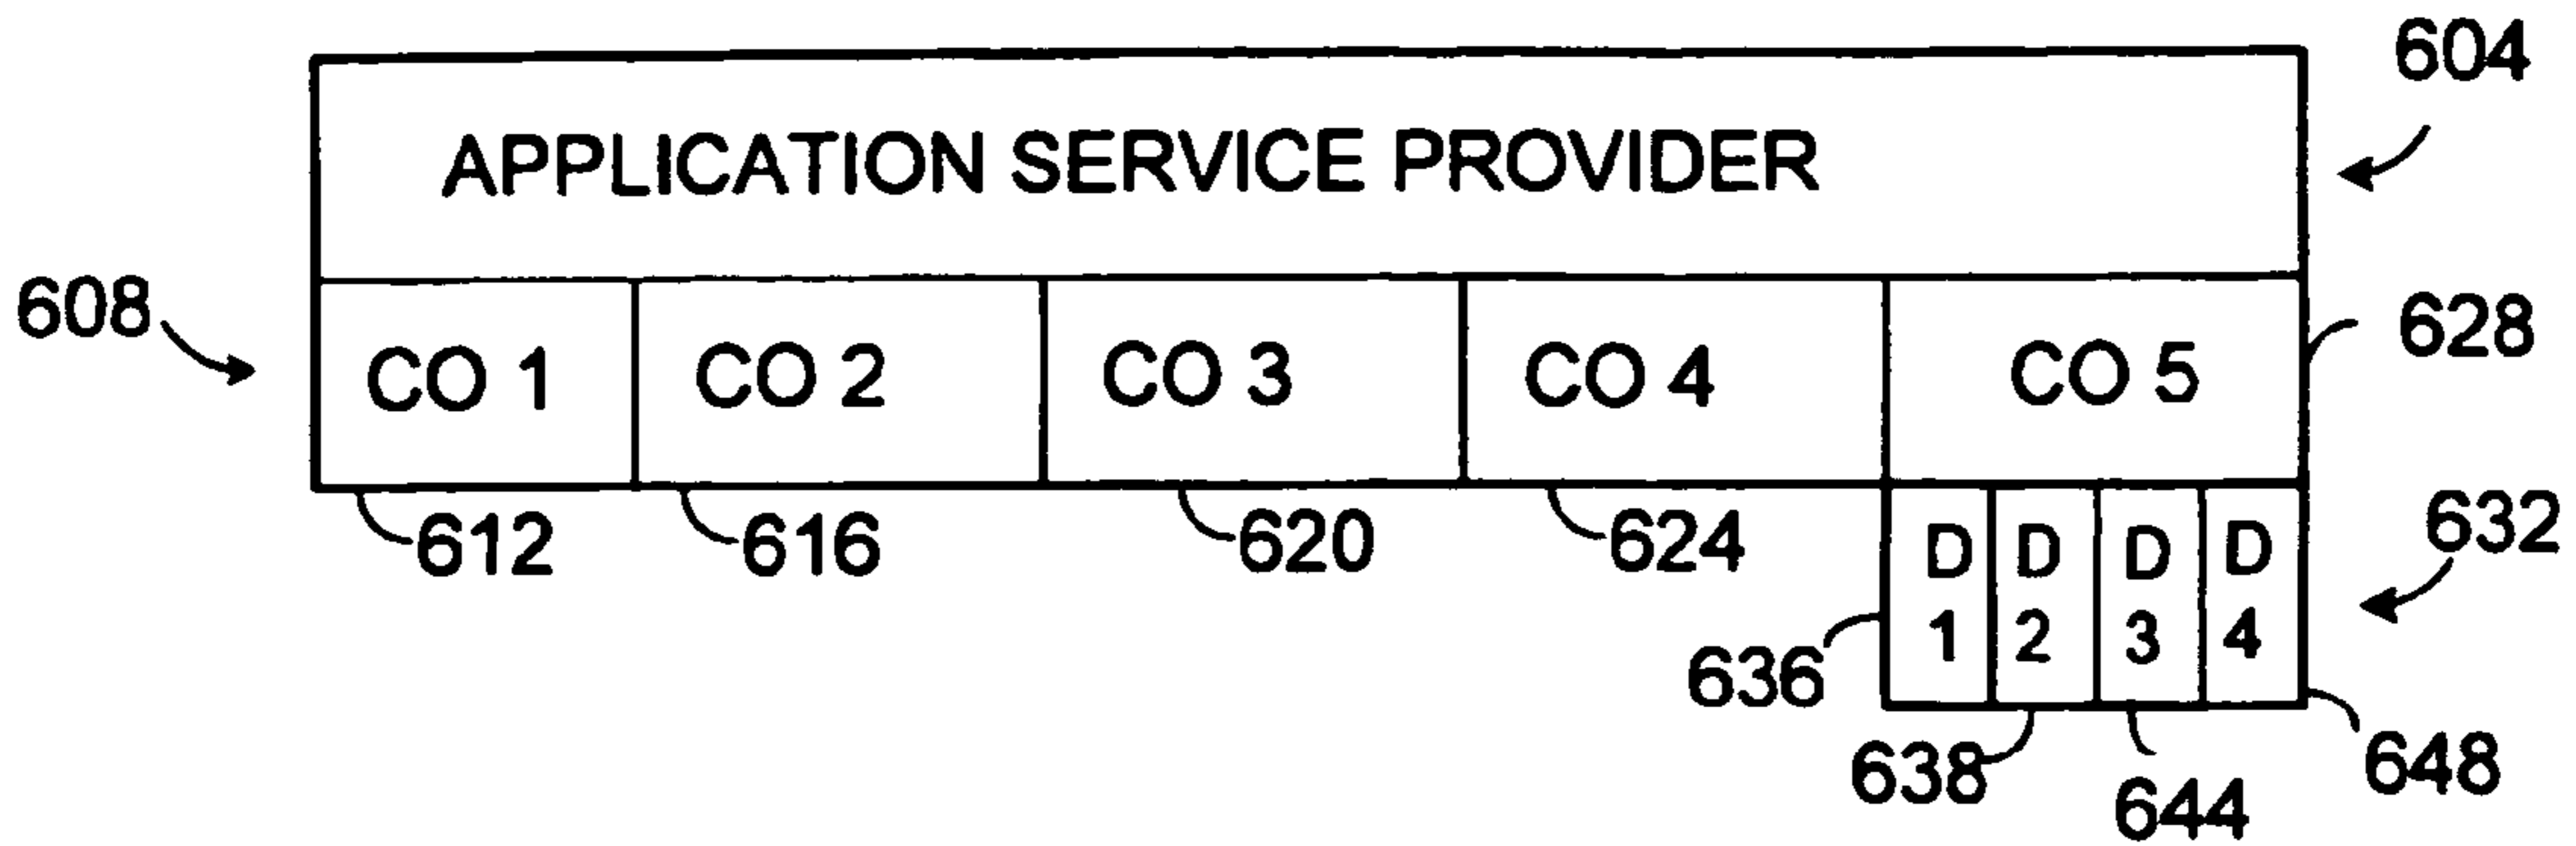 604
APPLICATION SERVICE PROVIDER
608
CO 1 CO 2 CO 3 CO 4 CO 5
628
612 616 620 624
632
D 1 D 2 D 3 D 4
636
638
644
648